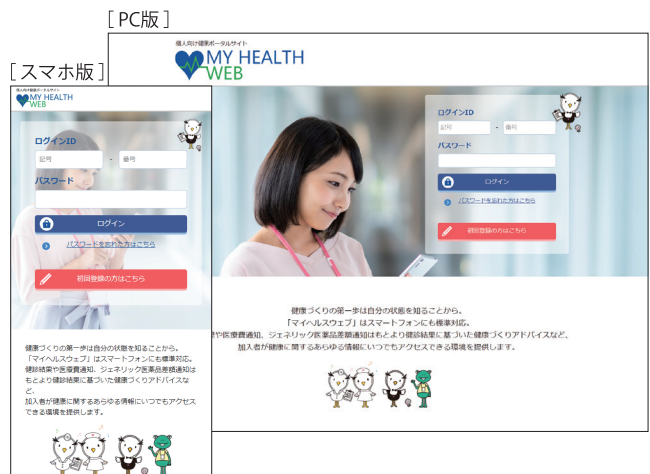 [PC版]
個人向け健康ポータルサイト
MY HEALTH
WEB
ログインID
記号 - 番号
パスワード
ログイン
パスワードを忘れた方はこちら
初回登録の方はこちら
健康づくりの第一歩は自分の状態を知ることから。
「マイヘルスウェブ」はスマートフォンにも標準対応。
や医療費通知、ジェネリック医薬品差額通知はもとより健診結果に基づいた健康づくりアドバイスなど、
加入者が健康に関するあらゆる情報にいつでもアクセスできる環境を提供します。
[スマホ版]
個人向け健康ポータルサイト
MY HEALTH
WEB
ログインID
記号 - 番号
パスワード
ログイン
パスワードを忘れた方はこちら
初回登録の方はこちら
健康づくりの第一歩は自分の状態を知ることから。
「マイヘルスウェブ」はスマートフォンにも標準対応。
健診結果や医療費通知、ジェネリック医薬品差額通知は
もとより健診結果に基づいた健康づくりアドバイスな
ど、
加入者が健康に関するあらゆる情報にいつでもアクセス
できる環境を提供します。